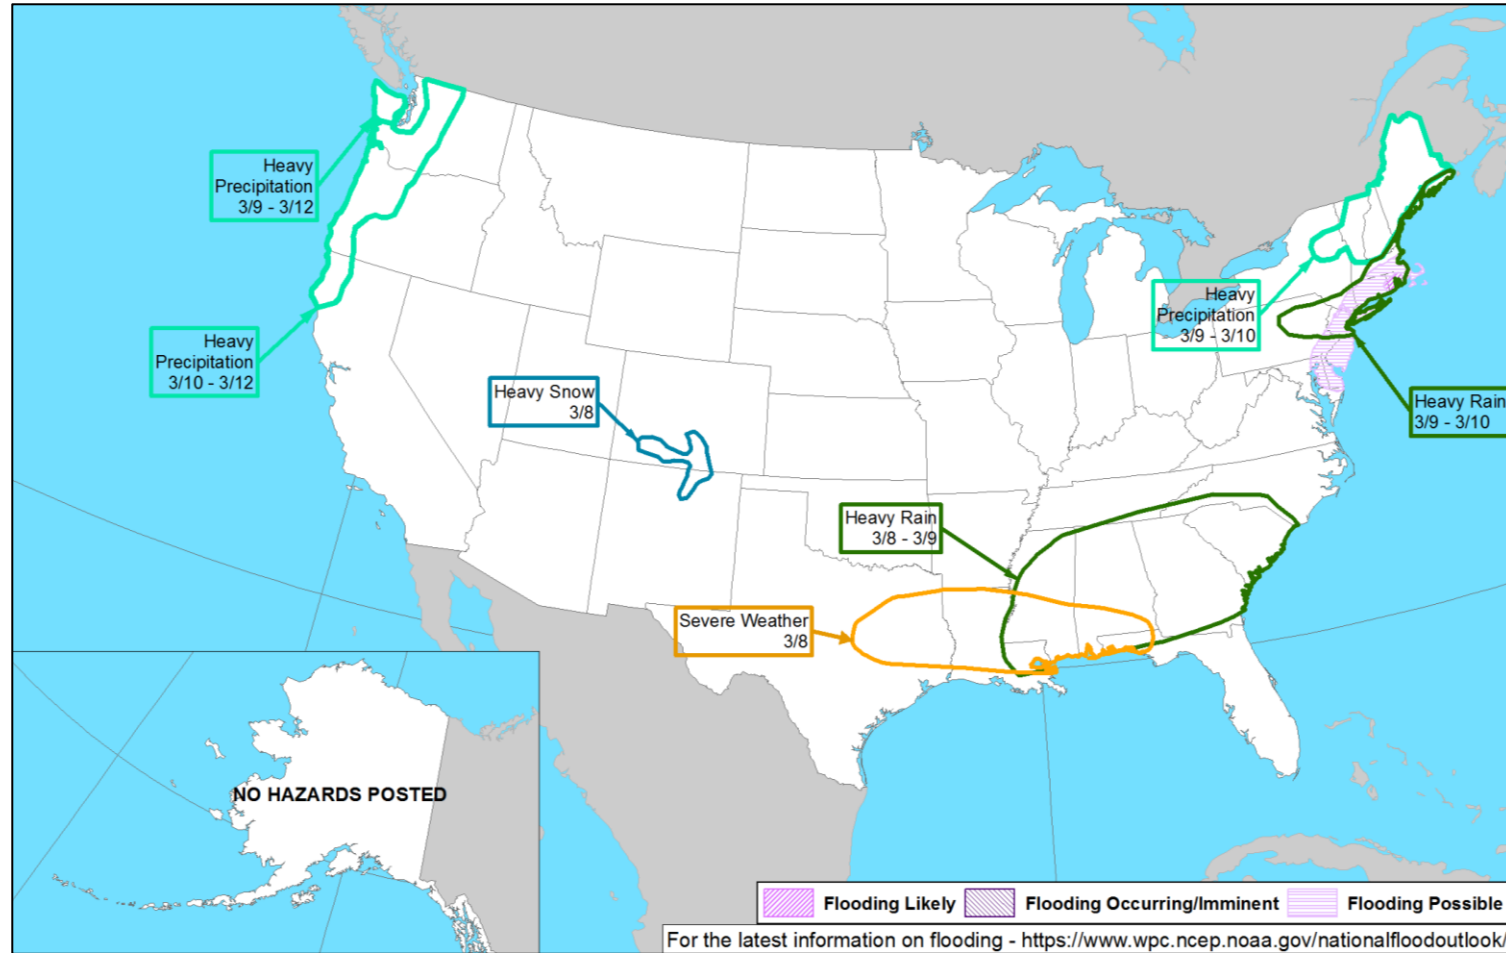 Heavy
Precipitation
3/9 - 3/12
Heavy
Precipitation
3/10 - 3/12
Heavy Snow
3/8
Heavy
Precipitation
3/9 - 3/10
Heavy Rain
3/9 - 3/10
Heavy Rain
3/8 - 3/9
Severe Weather
3/8
NO HAZARDS POSTED
Flooding Likely
Flooding Occurring/Imminent
Flooding Possible
For the latest information on flooding - https://www.wpc.ncep.noaa.gov/nationalfloodoutlook/